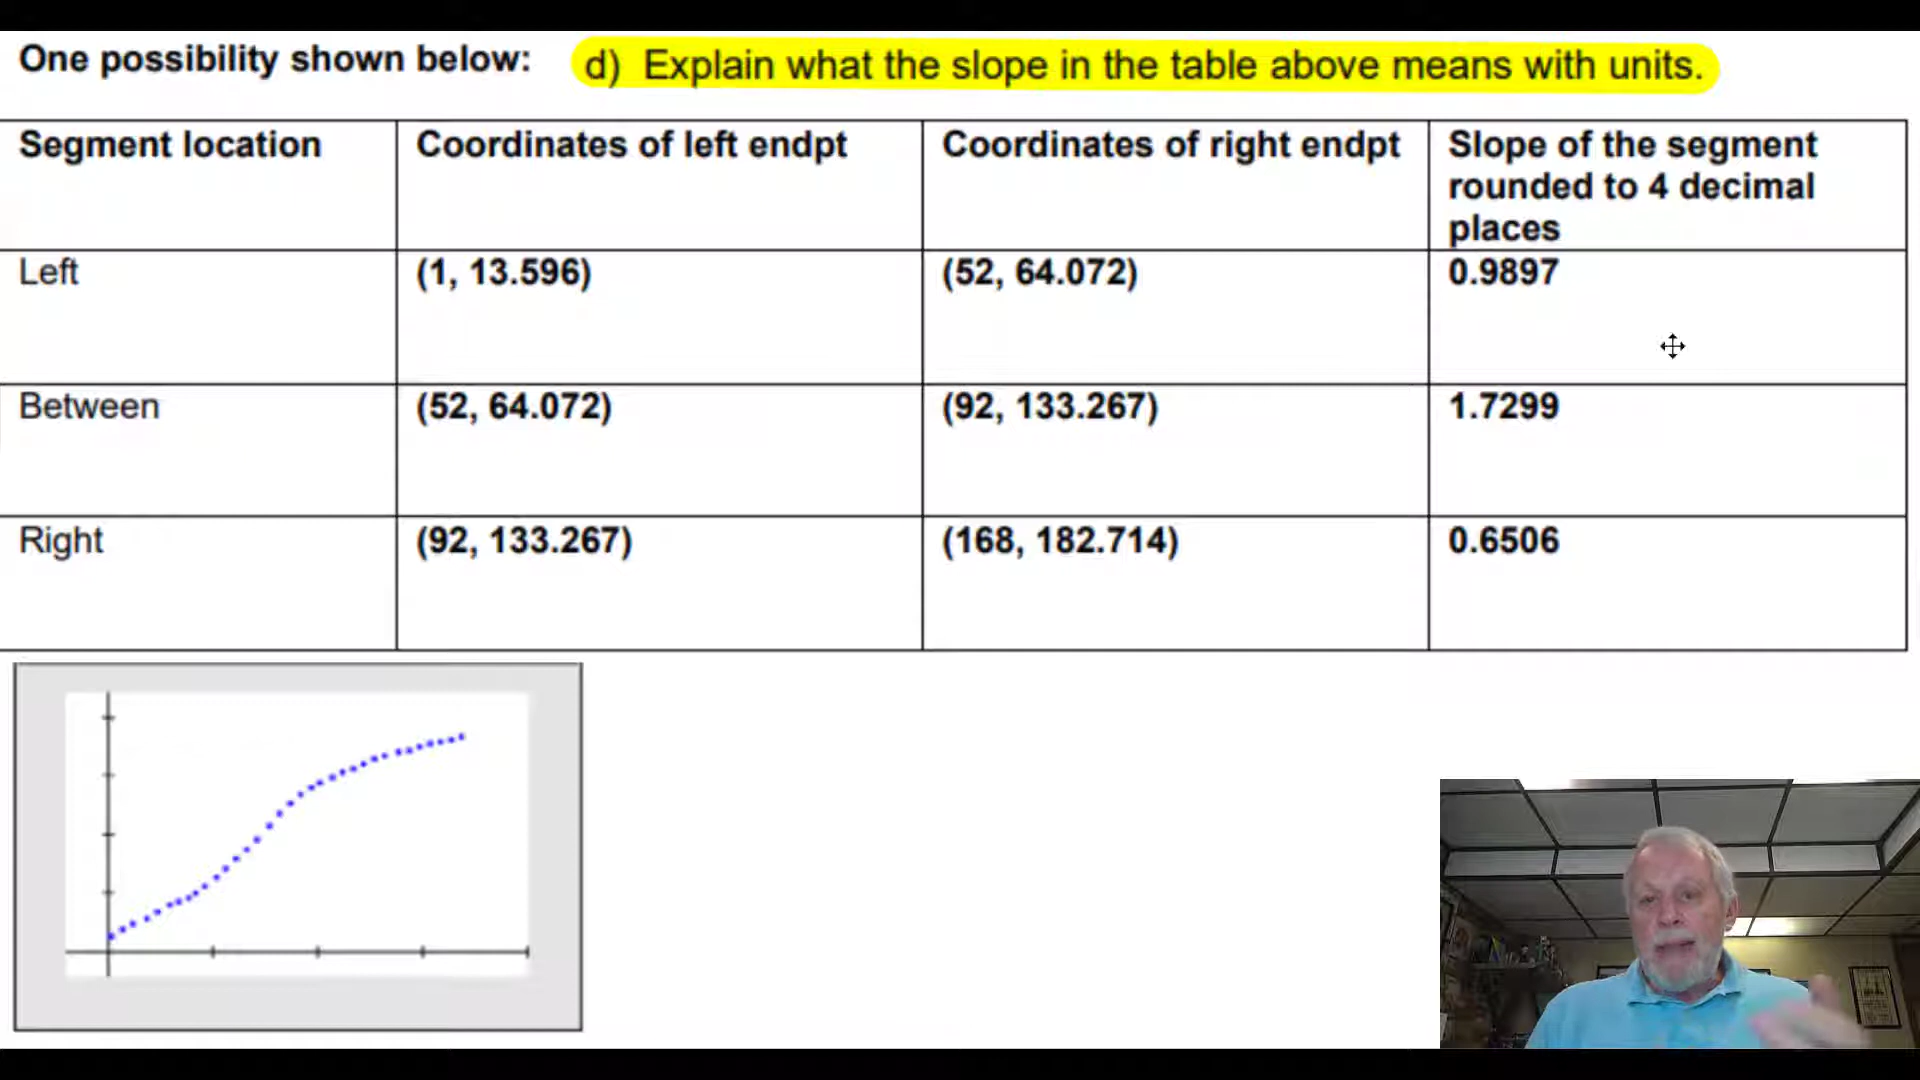 One possibility shown below: d) Explain what the slope in the table above means with units.
Segment location Coordinates of left endpt Coordinates of right endpt Slope of the segment
rounded to 4 decimal
places
Left (1, 13.596) (52, 64.072) 0.9897
Between (52, 64.072) (92, 133.267) 1.7299
Right (92, 133.267) (168, 182.714) 0.6506